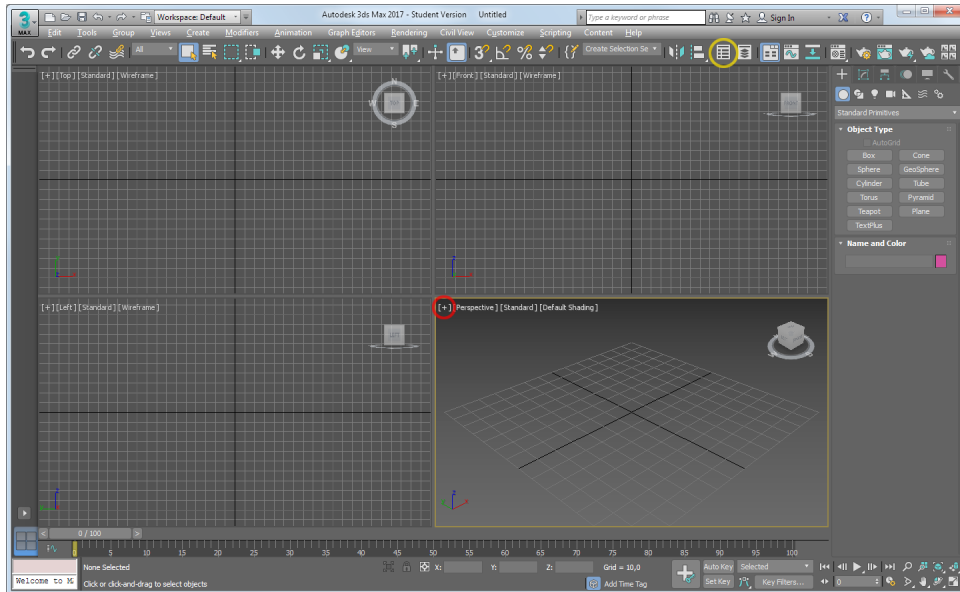 3
MAX
Workspace: Default
Autodesk 3ds Max 2017 - Student Version Untitled
Type a keyword or phrase
Sign In
Edit Tools Group Views Create Modifiers Animation Graph Editors Rendering Civil View Customize Scripting Content Help
All
View
3
Create Selection Se
[+] [Top] [Standard] [Wireframe]
N
W
E
S
TOP
[+] [Front] [Standard] [Wireframe]
FRONT
Standard Primitives
Object Type
AutoGrid
Box Cone
Sphere GeoSphere
Cylinder Tube
Torus Pyramid
Teapot Plane
TextPlus
Name and Color
z
[+] [Left] [Standard] [Wireframe]
LEFT
z
[+] [Perspective] [Standard] [Default Shading]
z
< 0 / 100 >
0 5 10 15 20 25 30 35 40 45 50 55 60 65 70 75 80 85 90 95 100
None Selected
X: Y: Z: Grid = 10,0
Auto Key Selected
Welcome to M
Click or click-and-drag to select objects
Add Time Tag
Set Key Key Filters...
0